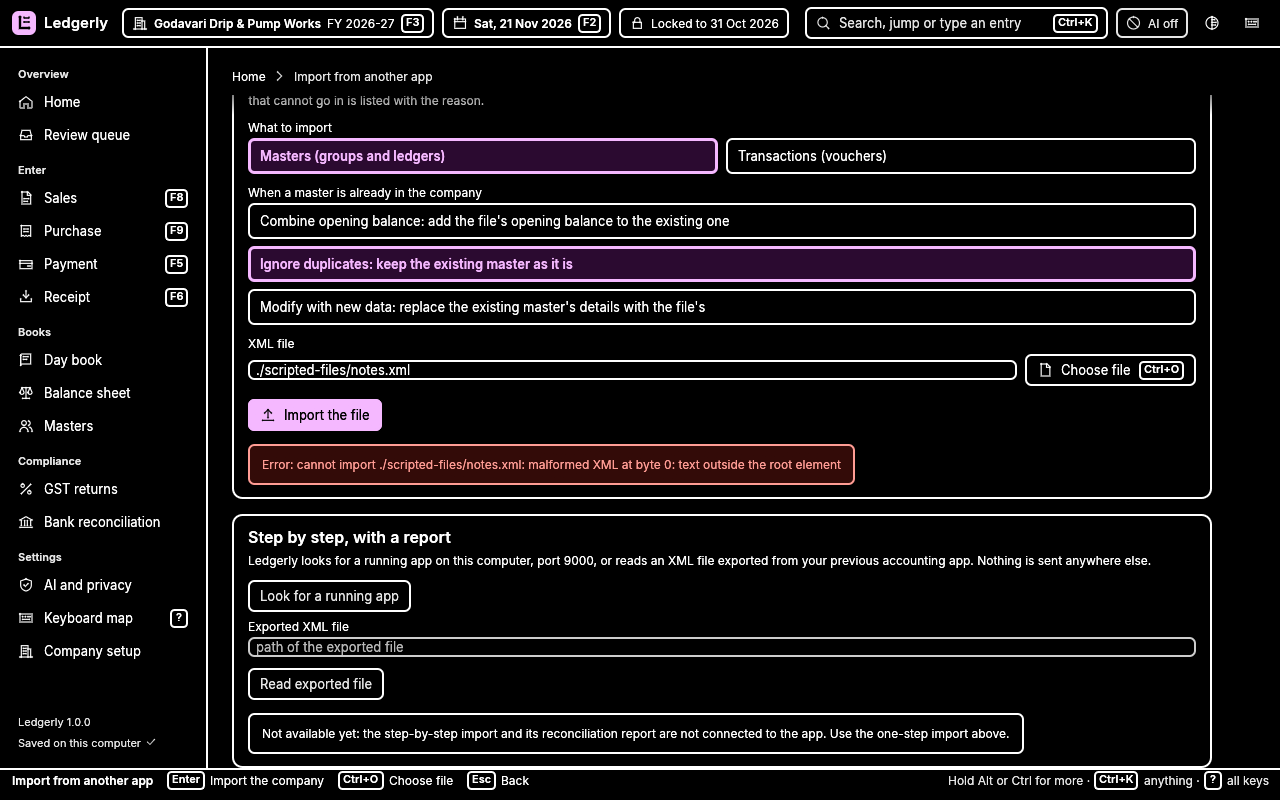 Ledgerly
Godavari Drip & Pump Works FY 2026-27 F3
Sat, 21 Nov 2026 F2
Locked to 31 Oct 2026
Search, jump or type an entry Ctrl+K
AI off
Overview
Home
Review queue
Enter
Sales F8
Purchase F9
Payment F5
Receipt F6
Books
Day book
Balance sheet
Masters
Compliance
GST returns
Bank reconciliation
Settings
AI and privacy
Keyboard map ?
Company setup
Ledgerly 1.0.0
Saved on this computer
Home > Import from another app
that cannot go in is listed with the reason.
What to import
Masters (groups and ledgers)
Transactions (vouchers)
When a master is already in the company
Combine opening balance: add the file's opening balance to the existing one
Ignore duplicates: keep the existing master as it is
Modify with new data: replace the existing master's details with the file's
XML file
./scripted-files/notes.xml
Choose file Ctrl+O
Import the file
Error: cannot import ./scripted-files/notes.xml: malformed XML at byte 0: text outside the root element
Step by step, with a report
Ledgerly looks for a running app on this computer, port 9000, or reads an XML file exported from your previous accounting app. Nothing is sent anywhere else.
Look for a running app
Exported XML file
path of the exported file
Read exported file
Not available yet: the step-by-step import and its reconciliation report are not connected to the app. Use the one-step import above.
Import from another app Enter Import the company Ctrl+O Choose file Esc Back
Hold Alt or Ctrl for more · Ctrl+K anything · ? all keys